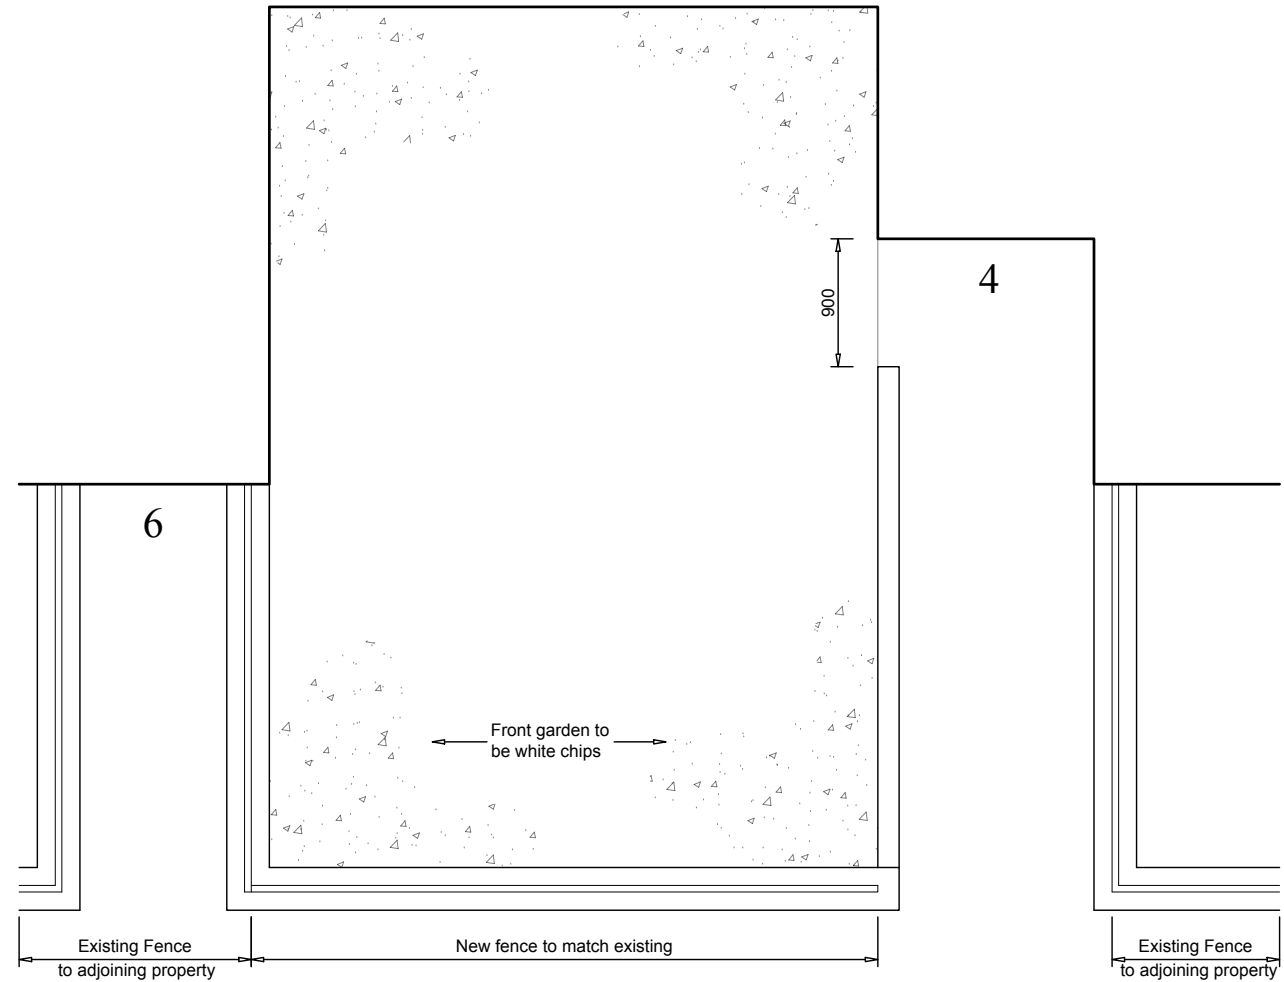 4
900
6
Front garden to
be white chips
Existing Fence
to adjoining property
New fence to match existing
Existing Fence
to adjoining property